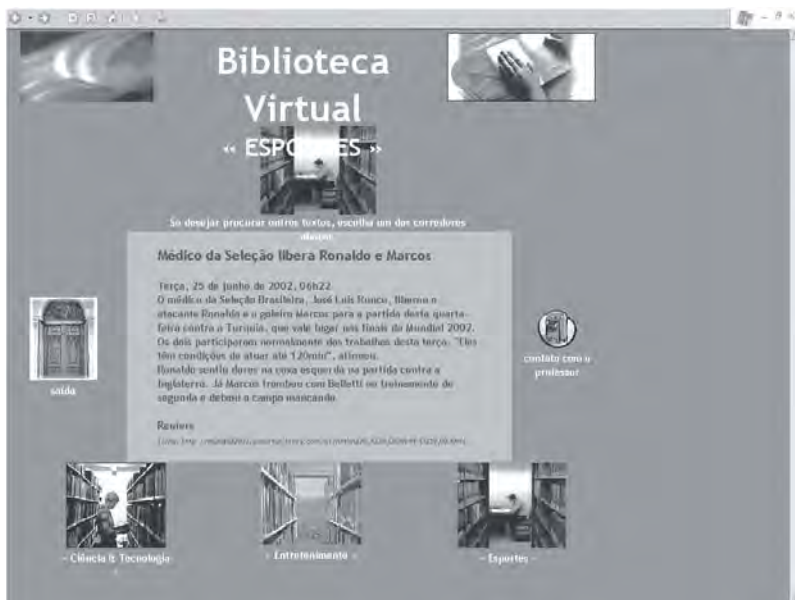 Biblioteca
Virtual
« ESPORTES »
Se desejar procurar outros textos, escolha um dos corredores
abaixo
Médico da Seleção libera Ronaldo e Marcos
Terça, 25 de junho de 2002, 06h22
O médico da Seleção Brasileira, José Luis Runco, liberou o
atacante Ronaldo e o goleiro Marcos para a partida desta quarta-
feira contra a Turquia, que vale lugar nas finais do Mundial 2002.
Os dois participaram normalmente dos trabalhos desta terça. "Eles
têm condições de atuar até 120min", afirmou.
Ronaldo sentiu dores na coxa esquerda na partida contra a
Inglaterra. Já Marcos trombou com Belletti no treinamento de
segunda e deixou o campo mancando.
Reuters
saída
contato com o
professor
- Ciência & Tecnologia
-
- Entretenimento -
- Esportes -